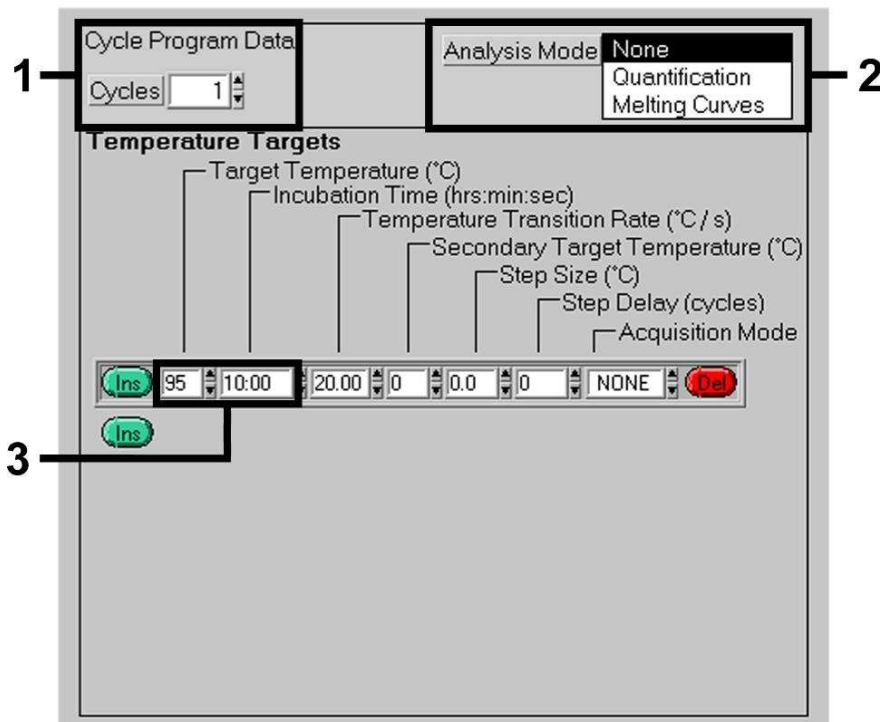 Cycle Program Data
Cycles 1
Analysis Mode None
Quantification
Melting Curves
1
2
Temperature Targets
Target Temperature (°C)
Incubation Time (hrs:min:sec)
Temperature Transition Rate (°C / s)
Secondary Target Temperature (°C)
Step Size (°C)
Step Delay (cycles)
Acquisition Mode
Ins 95 10:00 20.00 0 0.0 0 NONE Del
Ins
3